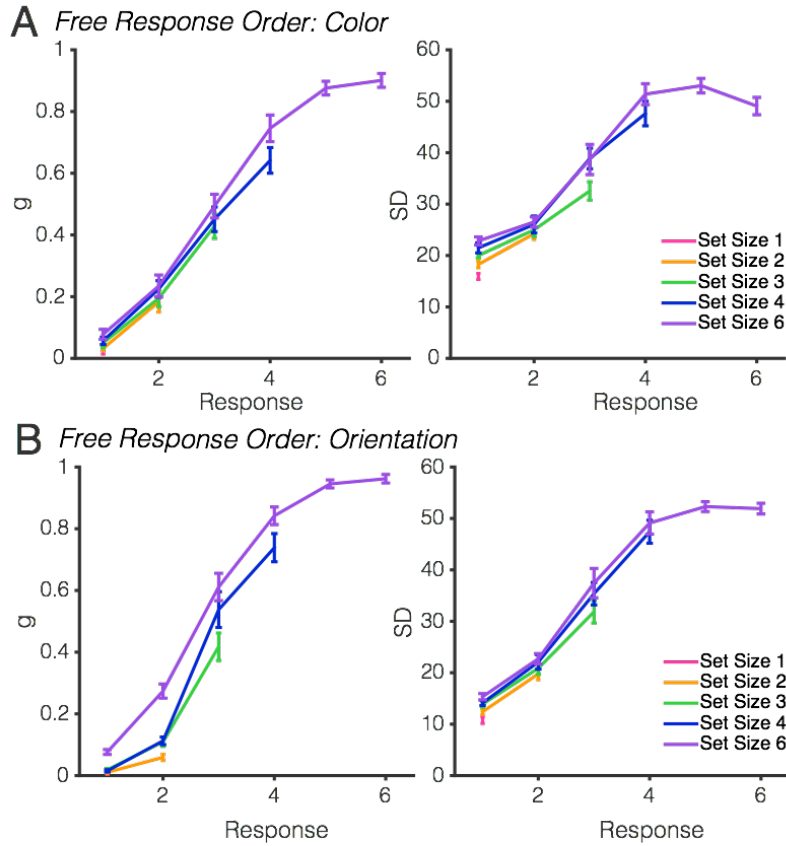 A Free Response Order: Color
1
0.8
0.6
0.4
0.2
0
g
2 4 6
Response
60
50
40
30
20
10
0
SD
2 4 6
Response
Set Size 1
Set Size 2
Set Size 3
Set Size 4
Set Size 6
B Free Response Order: Orientation
1
0.8
0.6
0.4
0.2
0
g
2 4 6
Response
60
50
40
30
20
10
0
SD
2 4 6
Response
Set Size 1
Set Size 2
Set Size 3
Set Size 4
Set Size 6